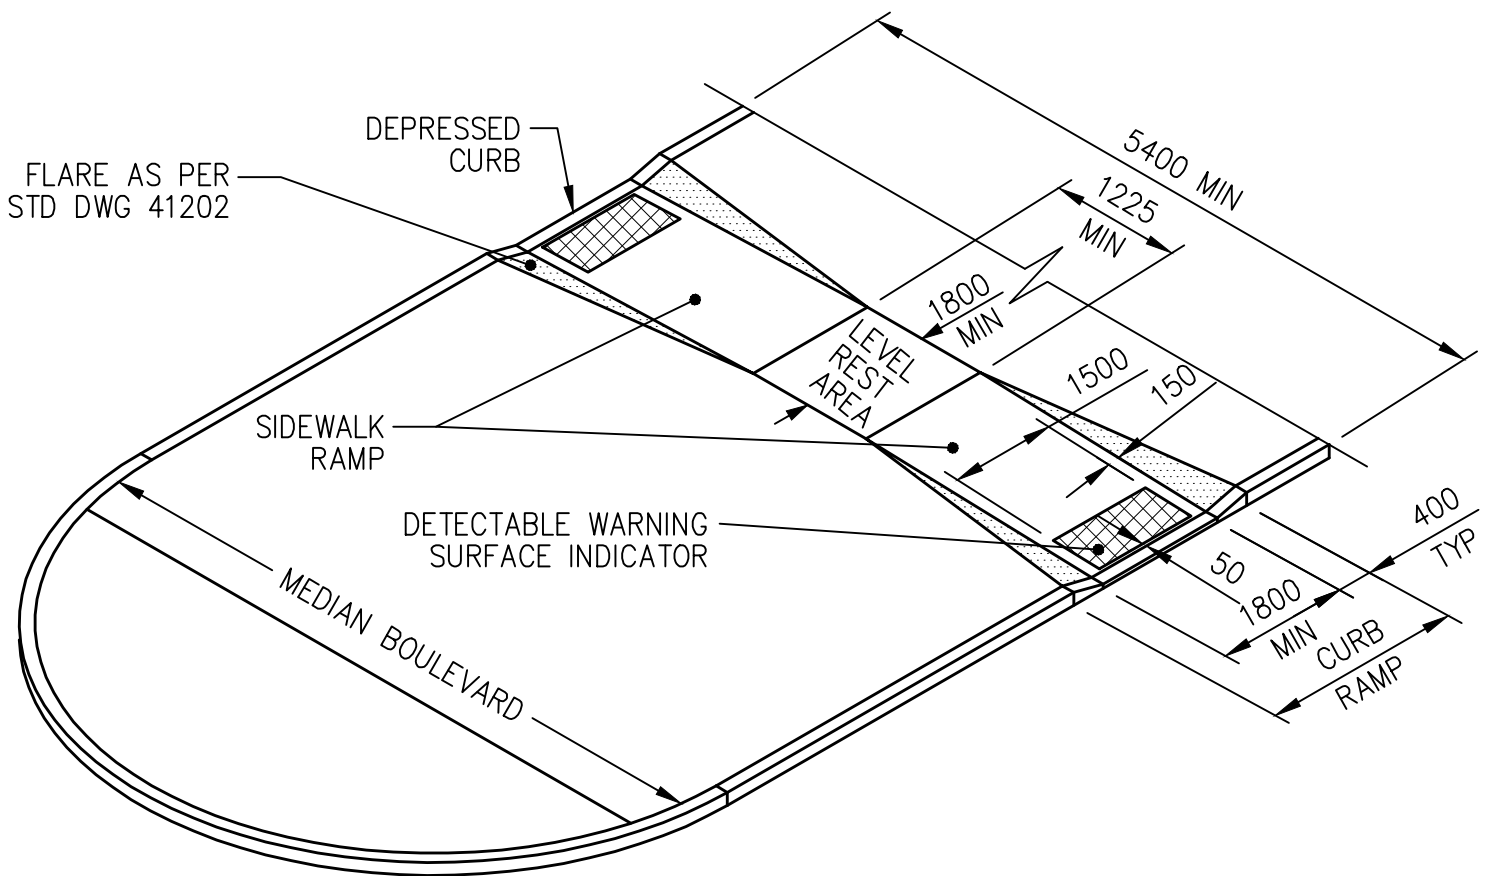 DEPRESSED
CURB
FLARE AS PER
STD DWG 41202
5400 MIN
1225
MIN
1800
MIN
LEVEL
REST
AREA
1500
150
SIDEWALK
RAMP
DETECTABLE WARNING
SURFACE INDICATOR
400
TYP
50
1800
MIN
CURB
RAMP
MEDIAN BOULEVARD